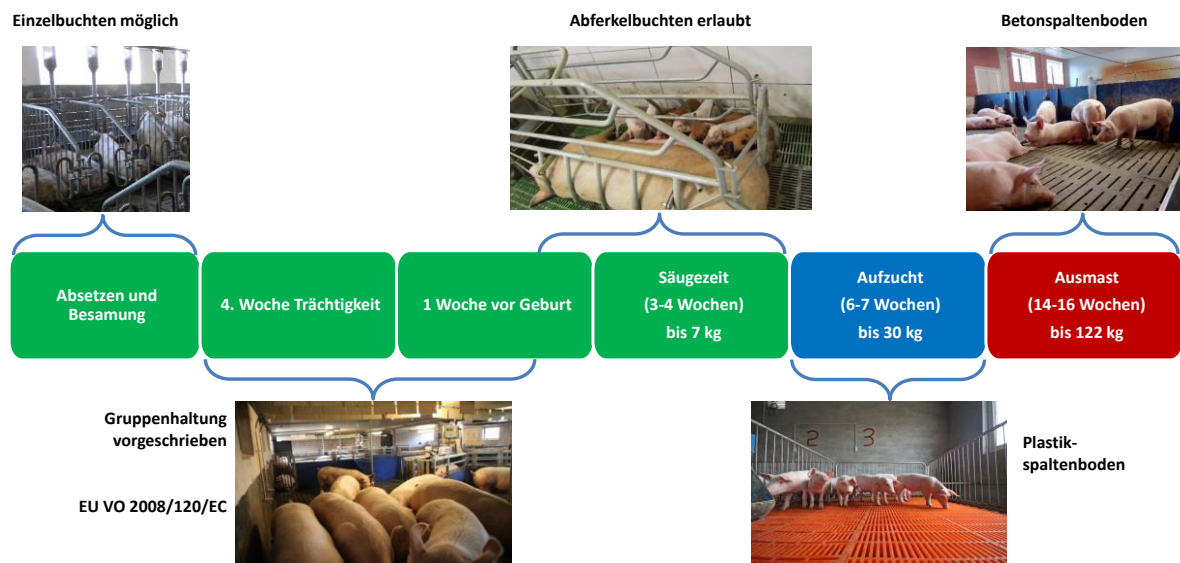 Einzelbuchten möglich
Abferkelbuchten erlaubt
Betonspaltenboden
Absetzen und
Besamung
4. Woche Trächtigkeit
1 Woche vor Geburt
Säugezeit
(3-4 Wochen)
bis 7 kg
Aufzucht
(6-7 Wochen)
bis 30 kg
Ausmast
(14-16 Wochen)
bis 122 kg
Gruppenhaltung
vorgeschrieben
EU VO 2008/120/EC
2 3
Plastik-
spaltenboden